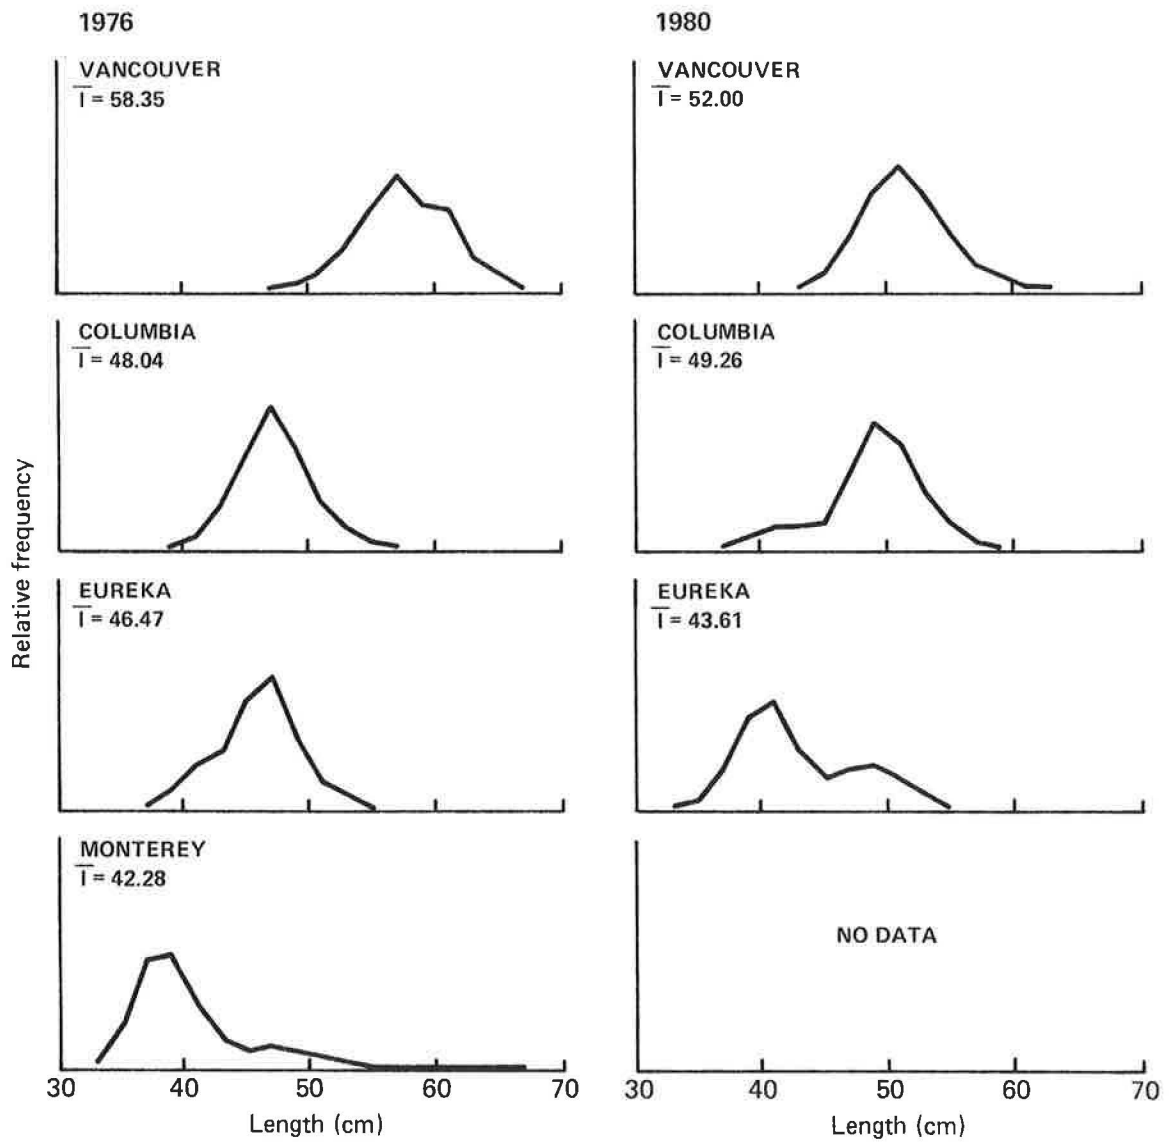 1976
1980
VANCOUVER
l̅ = 58.35
VANCOUVER
l̅ = 52.00
COLUMBIA
l̅ = 48.04
COLUMBIA
l̅ = 49.26
EUREKA
l̅ = 46.47
EUREKA
l̅ = 43.61
MONTEREY
l̅ = 42.28
NO DATA
Relative frequency
30 40 50 60 70
30 40 50 60 70
Length (cm)
Length (cm)